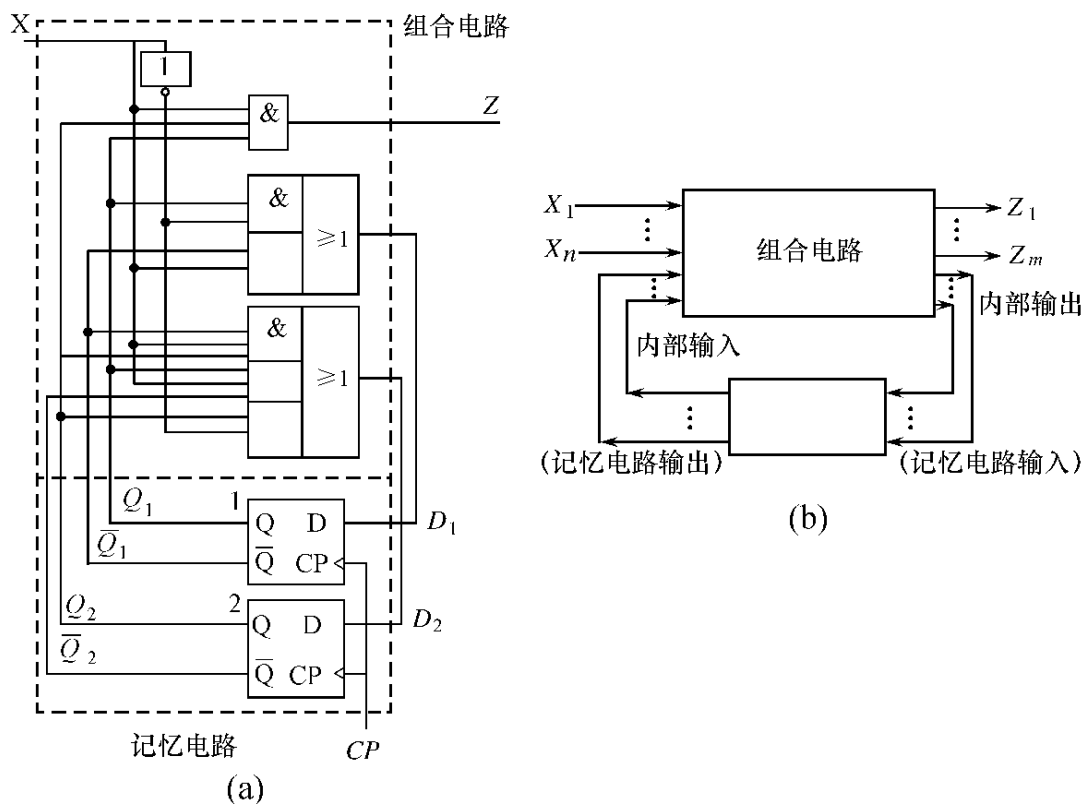 X
组合电路
1
&
Z
&
≥1
&
≥1
Q1
1
Q D
D1
Q̅1
Q̅ CP
Q2
2
Q D
D2
Q̅2
Q̅ CP
记忆电路
CP
(a)
X1
Z1
Xn
组合电路
Zm
内部输出
内部输入
(记忆电路输出)
(记忆电路输入)
(b)